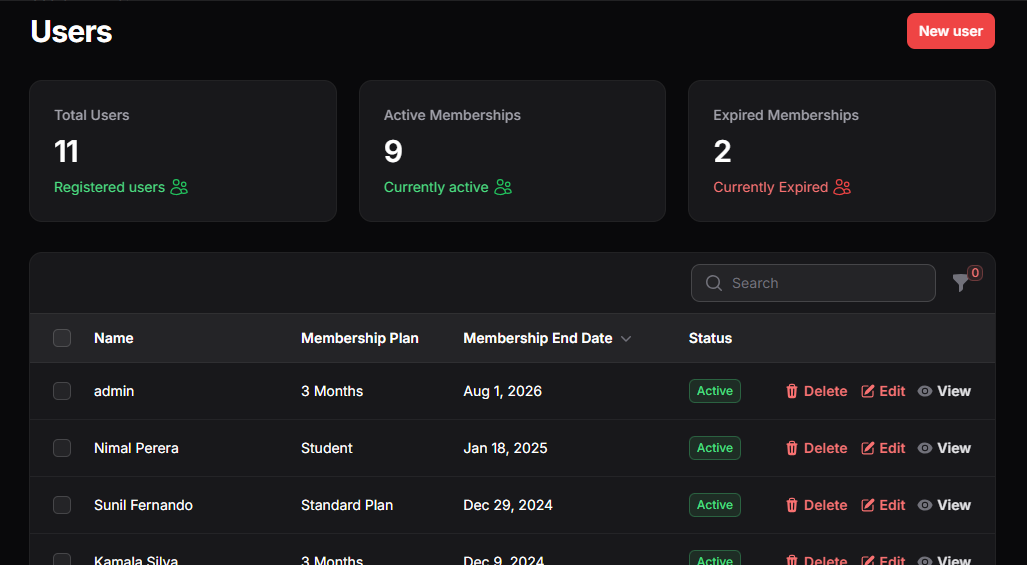 Users
New user
Total Users
11
Registered users
Active Memberships
9
Currently active
Expired Memberships
2
Currently Expired
Search
0
Name Membership Plan Membership End Date Status
admin 3 Months Aug 1, 2026 Active Delete Edit View
Nimal Perera Student Jan 18, 2025 Active Delete Edit View
Sunil Fernando Standard Plan Dec 29, 2024 Active Delete Edit View
Kamala Silva 3 Months Dec 9, 2024 Active Delete Edit View